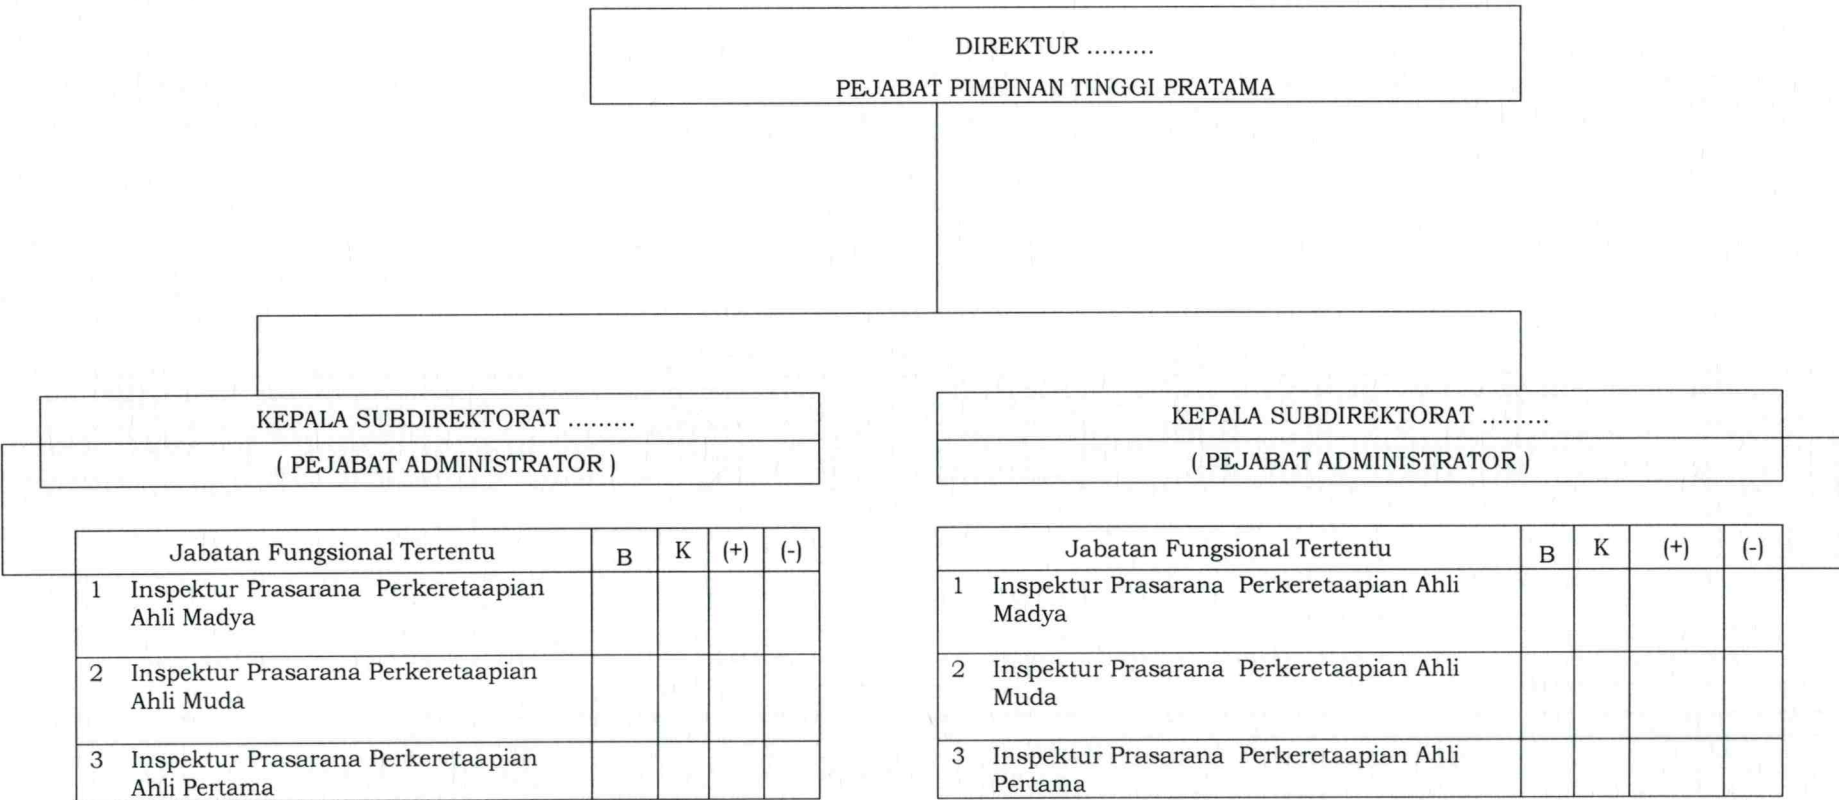 DIREKTUR .........
PEJABAT PIMPINAN TINGGI PRATAMA
KEPALA SUBDIREKTORAT .........
( PEJABAT ADMINISTRATOR )
Jabatan Fungsional Tertentu B K (+) (-)
1 Inspektur Prasarana Perkeretaapian
Ahli Madya
2 Inspektur Prasarana Perkeretaapian
Ahli Muda
3 Inspektur Prasarana Perkeretaapian
Ahli Pertama
KEPALA SUBDIREKTORAT .........
( PEJABAT ADMINISTRATOR )
Jabatan Fungsional Tertentu B K (+) (-)
1 Inspektur Prasarana Perkeretaapian Ahli
Madya
2 Inspektur Prasarana Perkeretaapian Ahli
Muda
3 Inspektur Prasarana Perkeretaapian Ahli
Pertama